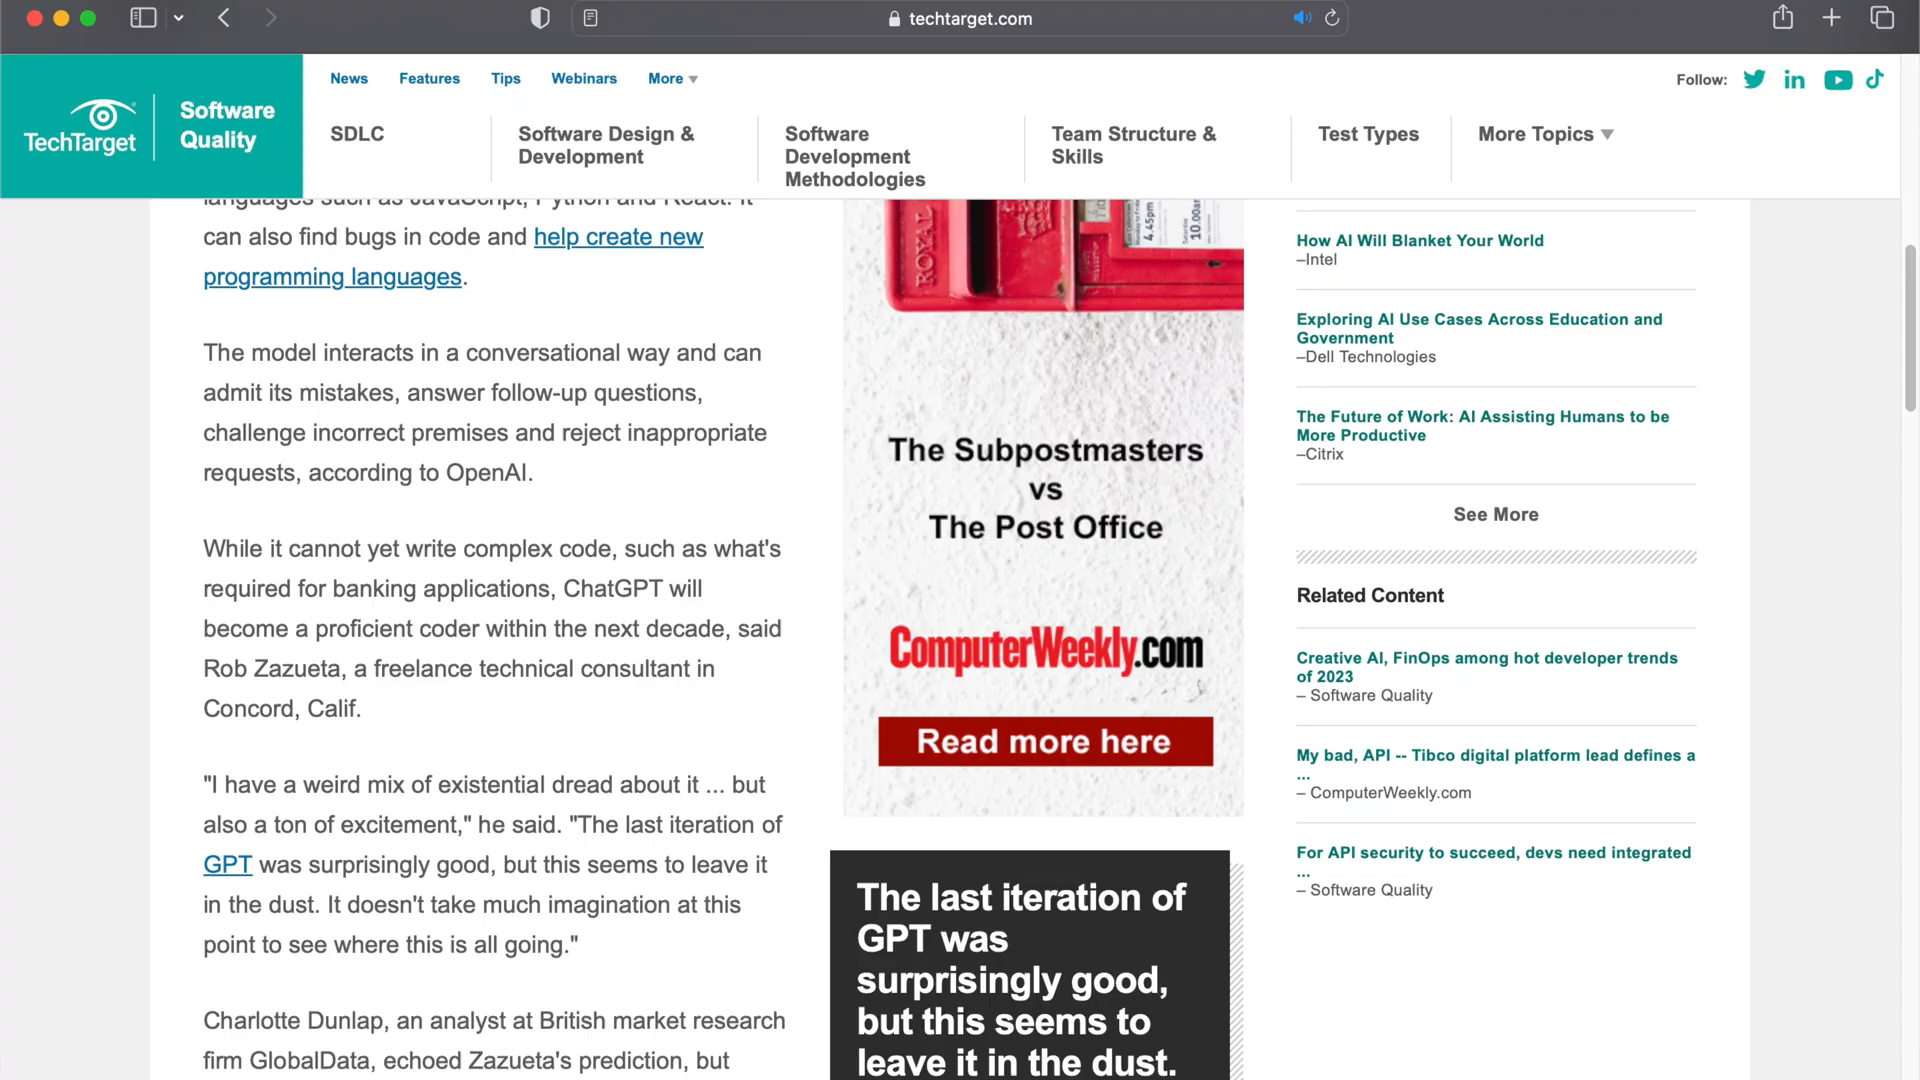 techtarget.com
TechTarget
Software
Quality
News
Features
Tips
Webinars
More
Follow:
SDLC
Software Design &
Development
Software
Development
Methodologies
Team Structure &
Skills
Test Types
More Topics
languages such as JavaScript, Python and React. It
can also find bugs in code and help create new
programming languages.
The model interacts in a conversational way and can
admit its mistakes, answer follow-up questions,
challenge incorrect premises and reject inappropriate
requests, according to OpenAI.
While it cannot yet write complex code, such as what's
required for banking applications, ChatGPT will
become a proficient coder within the next decade, said
Rob Zazueta, a freelance technical consultant in
Concord, Calif.
"I have a weird mix of existential dread about it ... but
also a ton of excitement," he said. "The last iteration of
GPT was surprisingly good, but this seems to leave it
in the dust. It doesn't take much imagination at this
point to see where this is all going."
Charlotte Dunlap, an analyst at British market research
firm GlobalData, echoed Zazueta's prediction, but
ROYAL
4.45pm
10.00am
The Subpostmasters
vs
The Post Office
ComputerWeekly.com
Read more here
The last iteration of
GPT was
surprisingly good,
but this seems to
leave it in the dust.
How AI Will Blanket Your World
–Intel
Exploring AI Use Cases Across Education and
Government
–Dell Technologies
The Future of Work: AI Assisting Humans to be
More Productive
–Citrix
See More
Related Content
Creative AI, FinOps among hot developer trends
of 2023
– Software Quality
My bad, API -- Tibco digital platform lead defines a
...
– ComputerWeekly.com
For API security to succeed, devs need integrated
...
– Software Quality